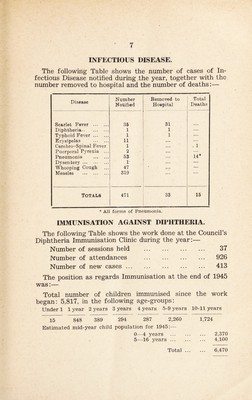 7
INFECTIOUS DISEASE.
The following Table shows the number of cases of In-
fectious Disease notified during the year, together with the
number removed to hospital and the number of deaths:—
Disease Number Notified Removed to Hospital Total Deaths
Scarlet Fever ... ... 35 31 ...
Diphtheria ... ... 1 1 ...
Typhoid Fever ... 1 1 ...
Erysipelas ... ... 11 ... ...
Cerebro-Spinal Fever 1 ... 1
Puerperal Pyrexia ... 2 ... ...
Pneumonia ... ... 53 ... 14*
Dysentery ... ... 1 ... ...
Whooping Cough ... 47 ... ...
Measles ... ... 319 ... ...
TOTALS 471 33 15
* All forms of Pneumonia.
IMMUNISATION AGAINST DIPHTHERIA.
The following Table shows the work done at the Council's
Diphtheria Immunisation Clinic during the year:—
Number of sessions held ... ... ... ... 37
Number of attendances ... ... ... ... 926
Number of new cases ... ... ... ... ... 413
The position as regards Immunisation at the end of 1945
was:—
Total number of children immunised since the work
began: 5,817, in the following age-groups:
Under 1 1 year 2 years 3 years 4 years 5-9 years 10-11 years
15 848 389 294 287 2,260 1,724
Estimated mid-year child population for 1945:—
0—4 years ... ... ... 2,370
5—16 years ... ... ... 4,100
Total ... ... 6,470